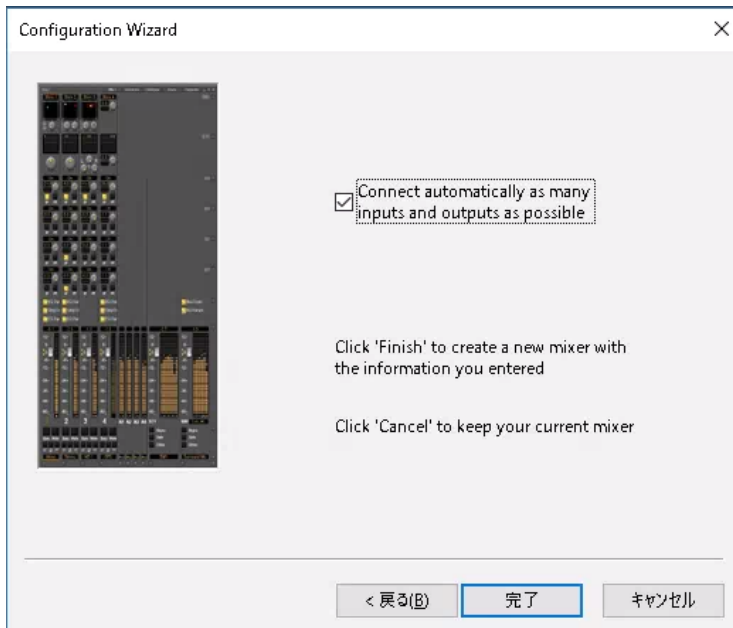 Configuration Wizard
Connect automatically as many
inputs and outputs as possible
Click 'Finish' to create a new mixer with
the information you entered
Click 'Cancel' to keep your current mixer
< 戻る(B)
完了
キャンセル